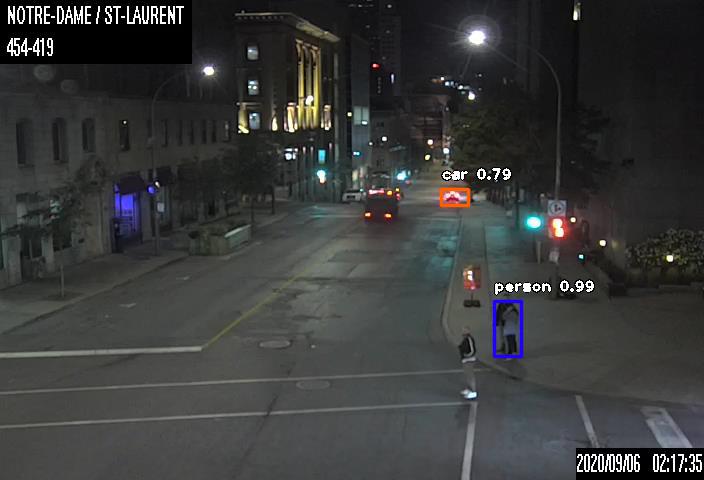 NOTRE-DAME / ST-LAURENT
454-419
car 0.79
person 0.99
2020/09/06 02:17:35